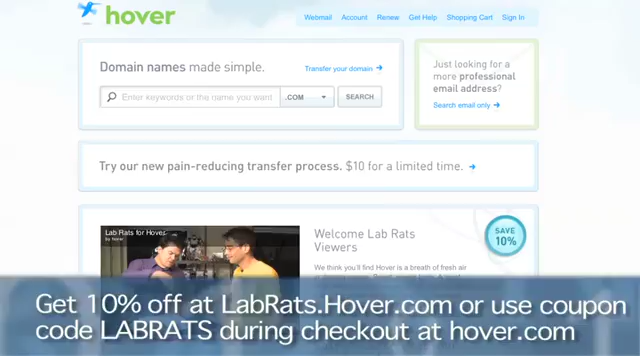 hover
Webmail Account Renew Get Help Shopping Cart Sign In
Domain names made simple.
Transfer your domain
Enter keywords or the name you want
.COM
SEARCH
Just looking for a
more professional
email address?
Search email only
Try our new pain-reducing transfer process. $10 for a limited time.
Lab Rats for Hover
by hover
Welcome Lab Rats
Viewers
SAVE
10%
We think you'll find Hover is a breath of fresh air
Get 10% off at LabRats.Hover.com or use coupon
code LABRATS during checkout at hover.com